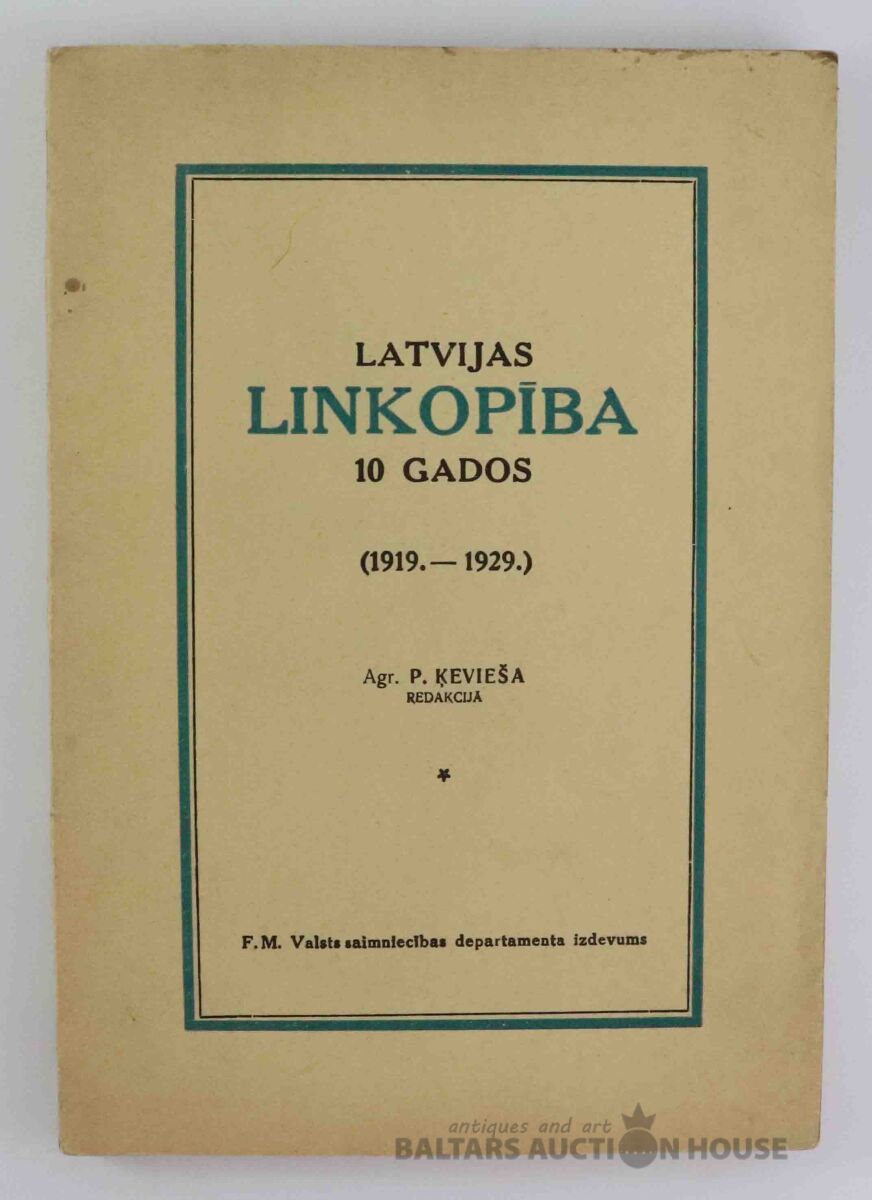 LATVIJAS
LINKOPĪBA
10 GADOS
(1919. — 1929.)
Agr. P. ĶEVIEŠA
REDAKCIJĀ
F. M. Valsts saimniecības departamenta izdevums
antiques and art
BALTARS AUCTION HOUSE